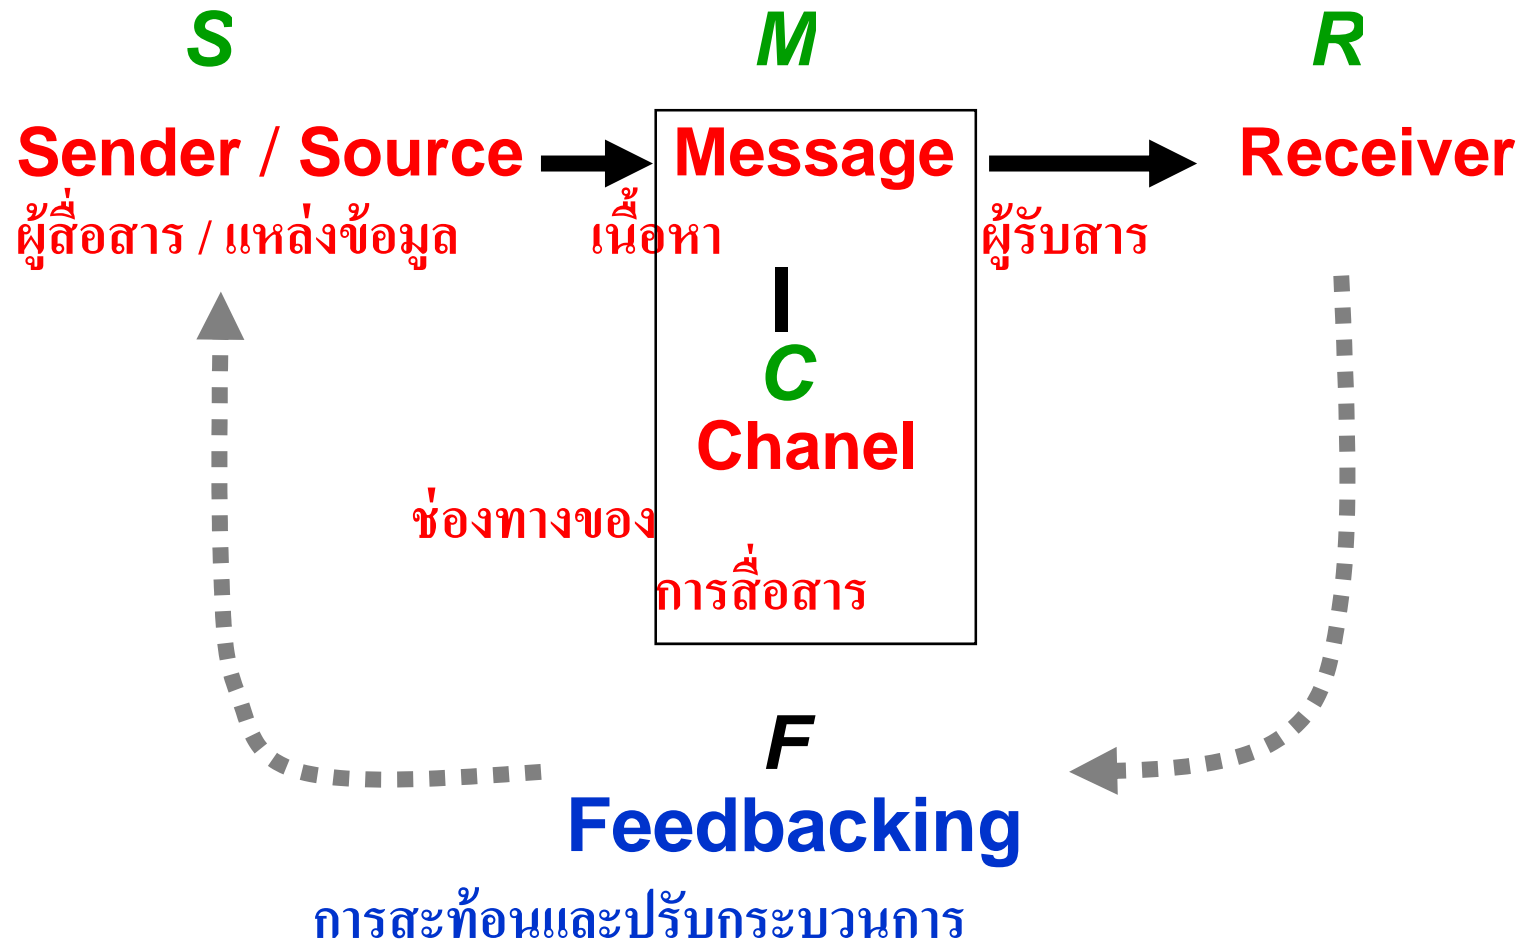 S M R
Sender / Source Message Receiver
ผู้สื่อสาร / แหล่งข้อมูล เนื้อหา ผู้รับสาร
C
Chanel
ช่องทางของ
การสื่อสาร
F
Feedbacking
การสะท้อนและปรับกระบวนการ